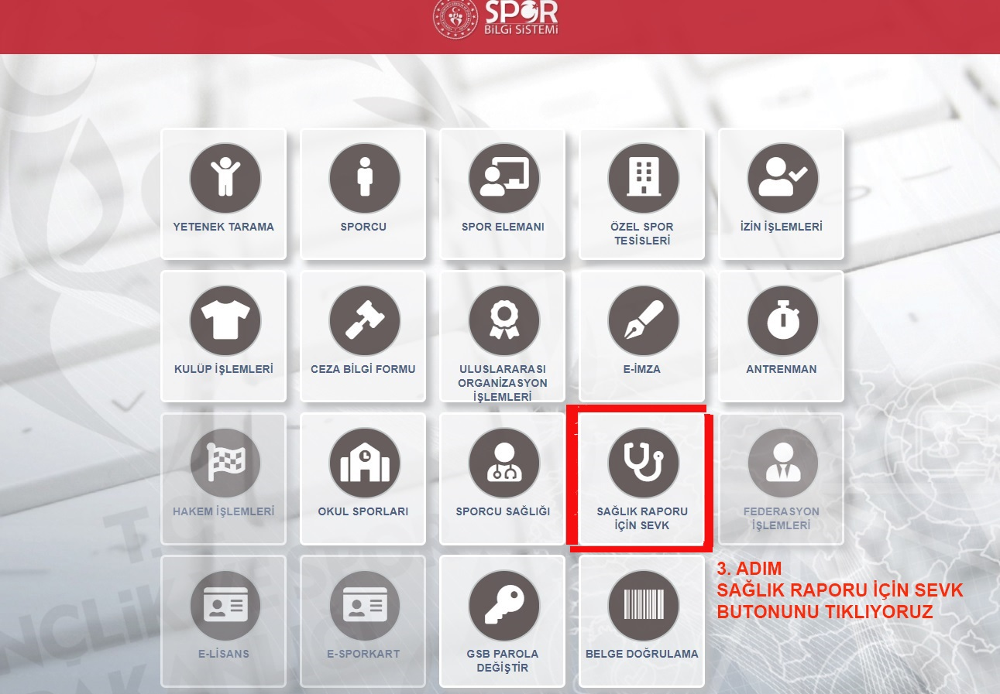 SPOR
BİLGİ SİSTEMİ
YETENEK TARAMA
SPORCU
SPOR ELEMANI
ÖZEL SPOR
TESİSLERİ
İZİN İŞLEMLERİ
KULÜP İŞLEMLERİ
CEZA BİLGİ FORMU
ULUSLARARASI
ORGANİZASYON
İŞLEMLERİ
E-İMZA
ANTRENMAN
HAKEM İŞLEMLERİ
OKUL SPORLARI
SPORCU SAĞLIĞI
SAĞLIK RAPORU
İÇİN SEVK
FEDERASYON
İŞLEMLERİ
3. ADIM
SAĞLIK RAPORU İÇİN SEVK
BUTONUNU TIKLIYORUZ
E-LİSANS
E-SPORKART
GSB PAROLA
DEĞİŞTİR
BELGE DOĞRULAMA